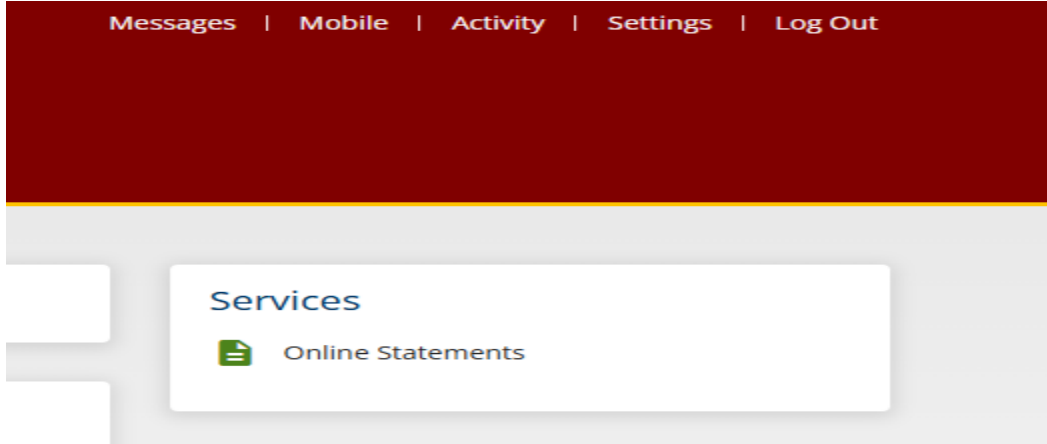 Messages | Mobile | Activity | Settings | Log Out
Services
Online Statements